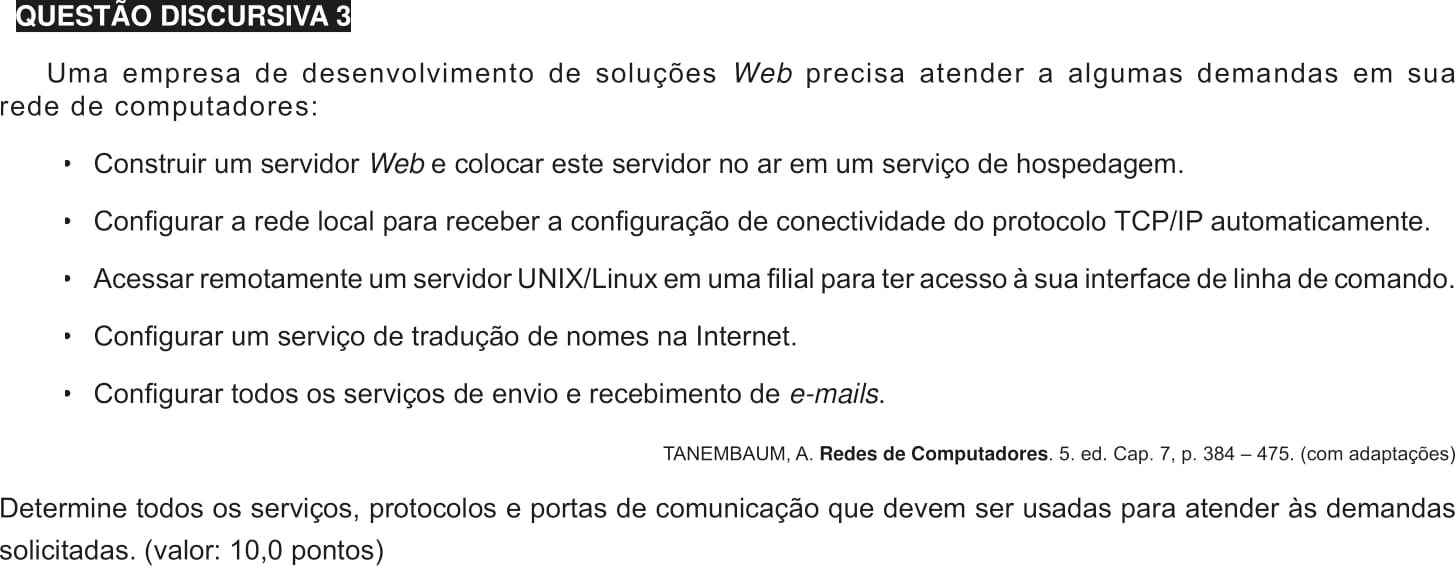 QUESTÃO DISCURSIVA 3
Uma empresa de desenvolvimento de soluções Web precisa atender a algumas demandas em sua
rede de computadores:
• Construir um servidor Web e colocar este servidor no ar em um serviço de hospedagem.
• Configurar a rede local para receber a configuração de conectividade do protocolo TCP/IP automaticamente.
• Acessar remotamente um servidor UNIX/Linux em uma filial para ter acesso à sua interface de linha de comando.
• Configurar um serviço de tradução de nomes na Internet.
• Configurar todos os serviços de envio e recebimento de e-mails.
TANEMBAUM, A. Redes de Computadores. 5. ed. Cap. 7, p. 384 – 475. (com adaptações)
Determine todos os serviços, protocolos e portas de comunicação que devem ser usadas para atender às demandas
solicitadas. (valor: 10,0 pontos)